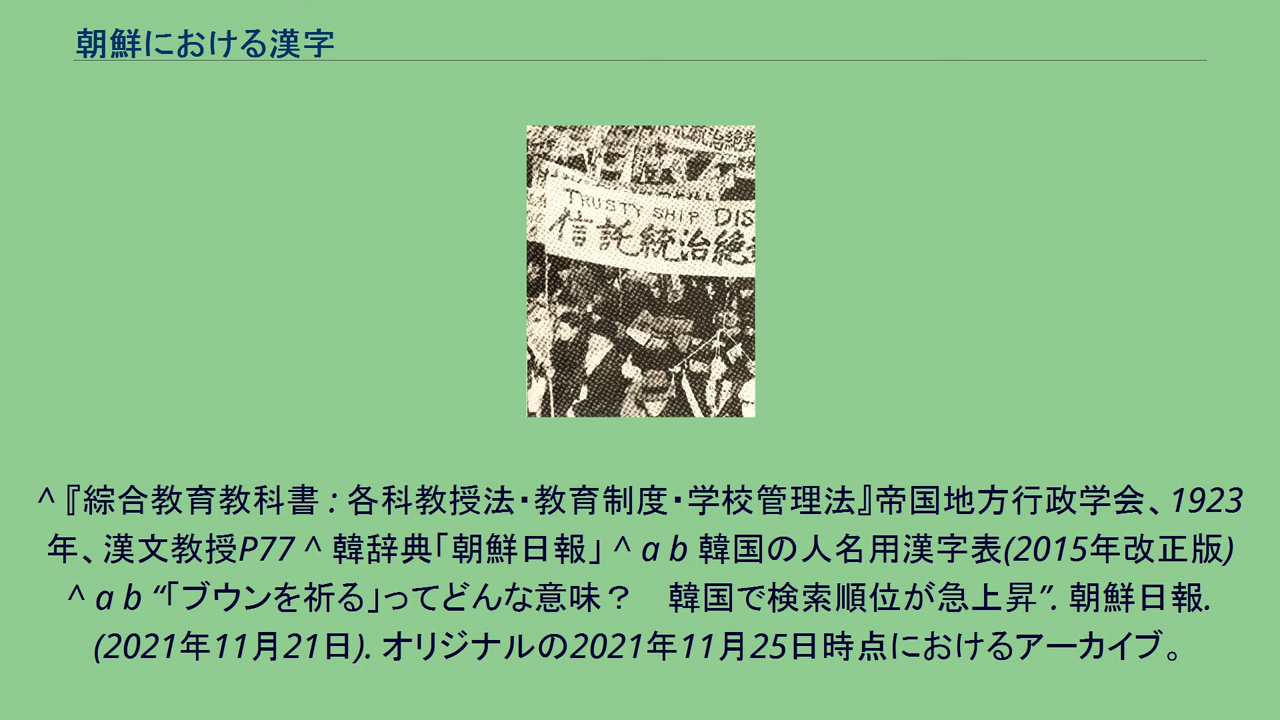 朝鮮における漢字
統治絶
TRUSTY SHIP DIS
信託統治絶
^『綜合教育教科書 : 各科教授法・教育制度・学校管理法』帝国地方行政学会、1923
年、漢文教授P77 ^ 韓辞典「朝鮮日報」 ^ a b 韓国の人名用漢字表(2015年改正版)
^ a b “「ブウンを祈る」ってどんな意味？　韓国で検索順位が急上昇”. 朝鮮日報.
(2021年11月21日). オリジナルの2021年11月25日時点におけるアーカイブ。